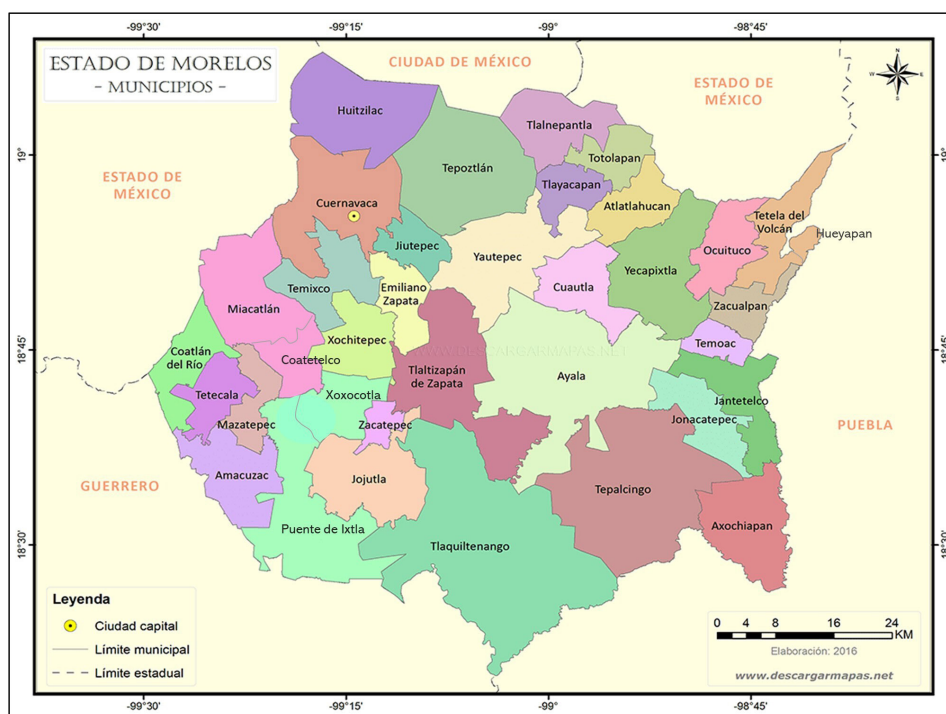 -99°30'
-99°15'
-99°
-98°45'
ESTADO DE MORELOS
- MUNICIPIOS -
CIUDAD DE MÉXICO
ESTADO DE
MÉXICO
N
W
E
S
Huitzilac
Tlalnepantla
19°
19°
Tepoztlán
Totolapan
ESTADO DE
MÉXICO
Tlayacapan
Cuernavaca
Atlatlahucan
Tetela del
Volcán
Hueyapan
Jiutepec
Ocuituco
Yautepec
Yecapixtla
Temixco
Emiliano
Zapata
Cuautla
Miacatlán
Zacualpan
Xochitepec
Temoac
18°45'
18°45'
Coatlán
del Río
Coatetelco
WWW.DESCARGARMAPAS.NET
Tlaltizapán
de Zapata
Ayala
Tetecala
Xoxocotla
Jantetelco
Mazatepec
Zacatepec
Jonacatepec
PUEBLA
Amacuzac
Jojutla
GUERRERO
Tepalcingo
Puente de Ixtla
Axochiapan
Tlaquiltenango
18°30'
18°30'
Leyenda
Ciudad capital
Límite municipal
Límite estadual
0 2 4 8 16 24
KM
Elaboración: 2016
www.descargarmapas.net
-99°30'
-99°15'
-99°
-98°45'